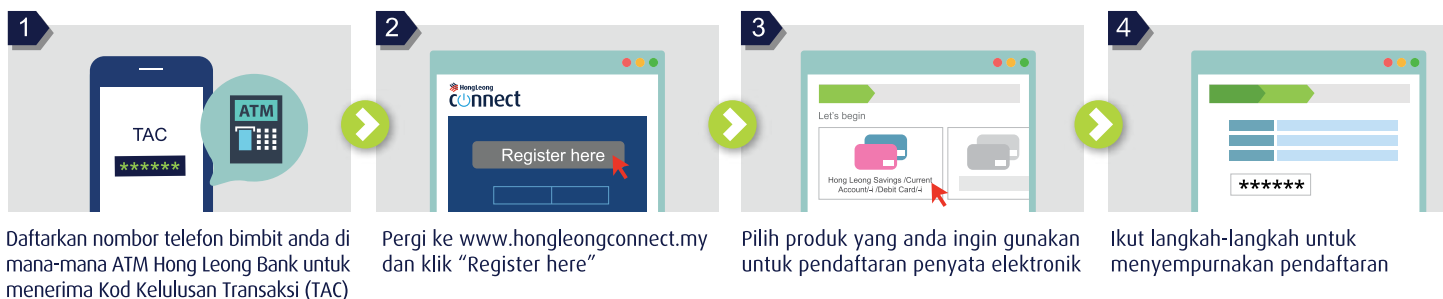 1
TAC
******
ATM
Daftarkan nombor telefon bimbit anda di
mana-mana ATM Hong Leong Bank untuk
menerima Kod Kelulusan Transaksi (TAC)
2
HongLeong
connect
Register here
Pergi ke www.hongleongconnect.my
dan klik “Register here”
3
Let's begin
Hong Leong Savings /Current
Account/-i /Debit Card/-i
Pilih produk yang anda ingin gunakan
untuk pendaftaran penyata elektronik
4
******
Ikut langkah-langkah untuk
menyempurnakan pendaftaran